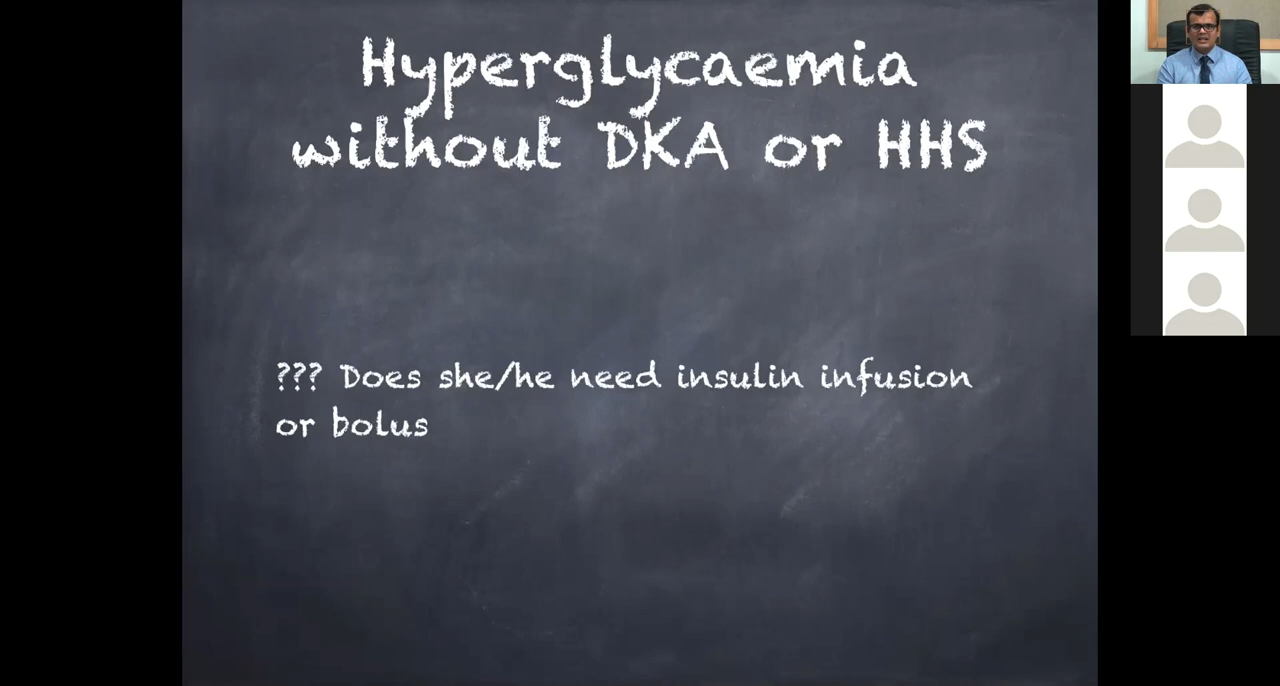 Hyperglycaemia
without DKA or HHS
??? Does she/he need insulin infusion
or bolus